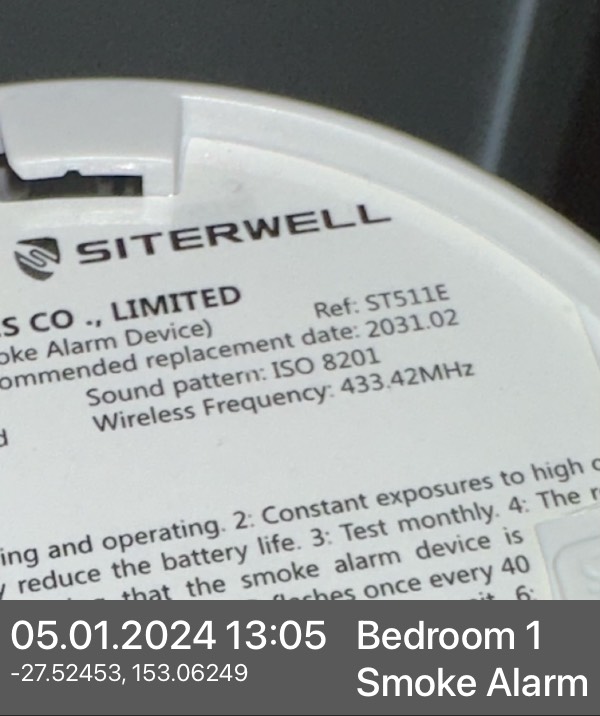 SITERWELL
S CO ., LIMITED
Ref: ST511E
oke Alarm Device)
ommended replacement date: 2031.02
Sound pattern: ISO 8201
Wireless Frequency: 433.42MHz
d
ing and operating. 2: Constant exposures to high
reduce the battery life. 3: Test monthly. 4: The
that the smoke alarm device is
flashes once every 40
6:
05.01.2024 13:05
-27.52453, 153.06249
Bedroom 1
Smoke Alarm